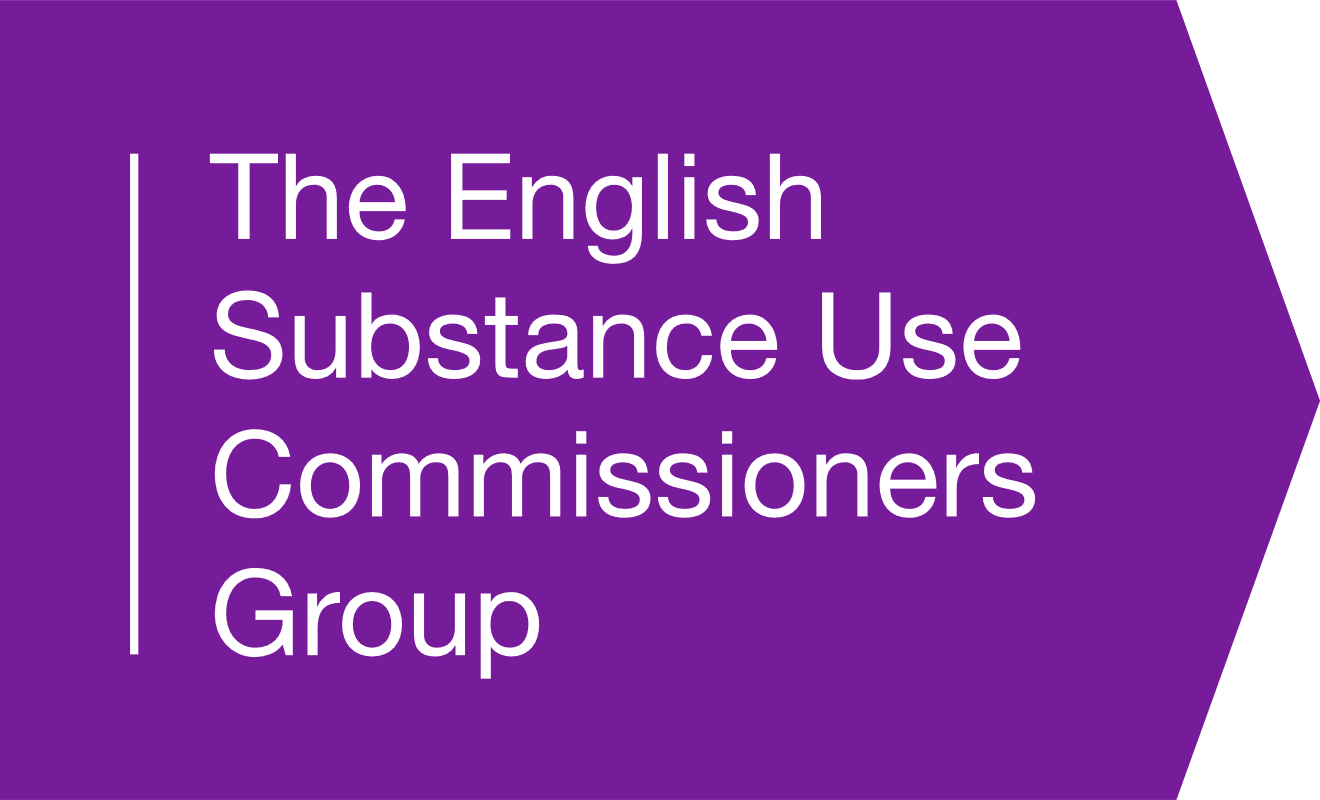 The English
Substance Use
Commissioners
Group